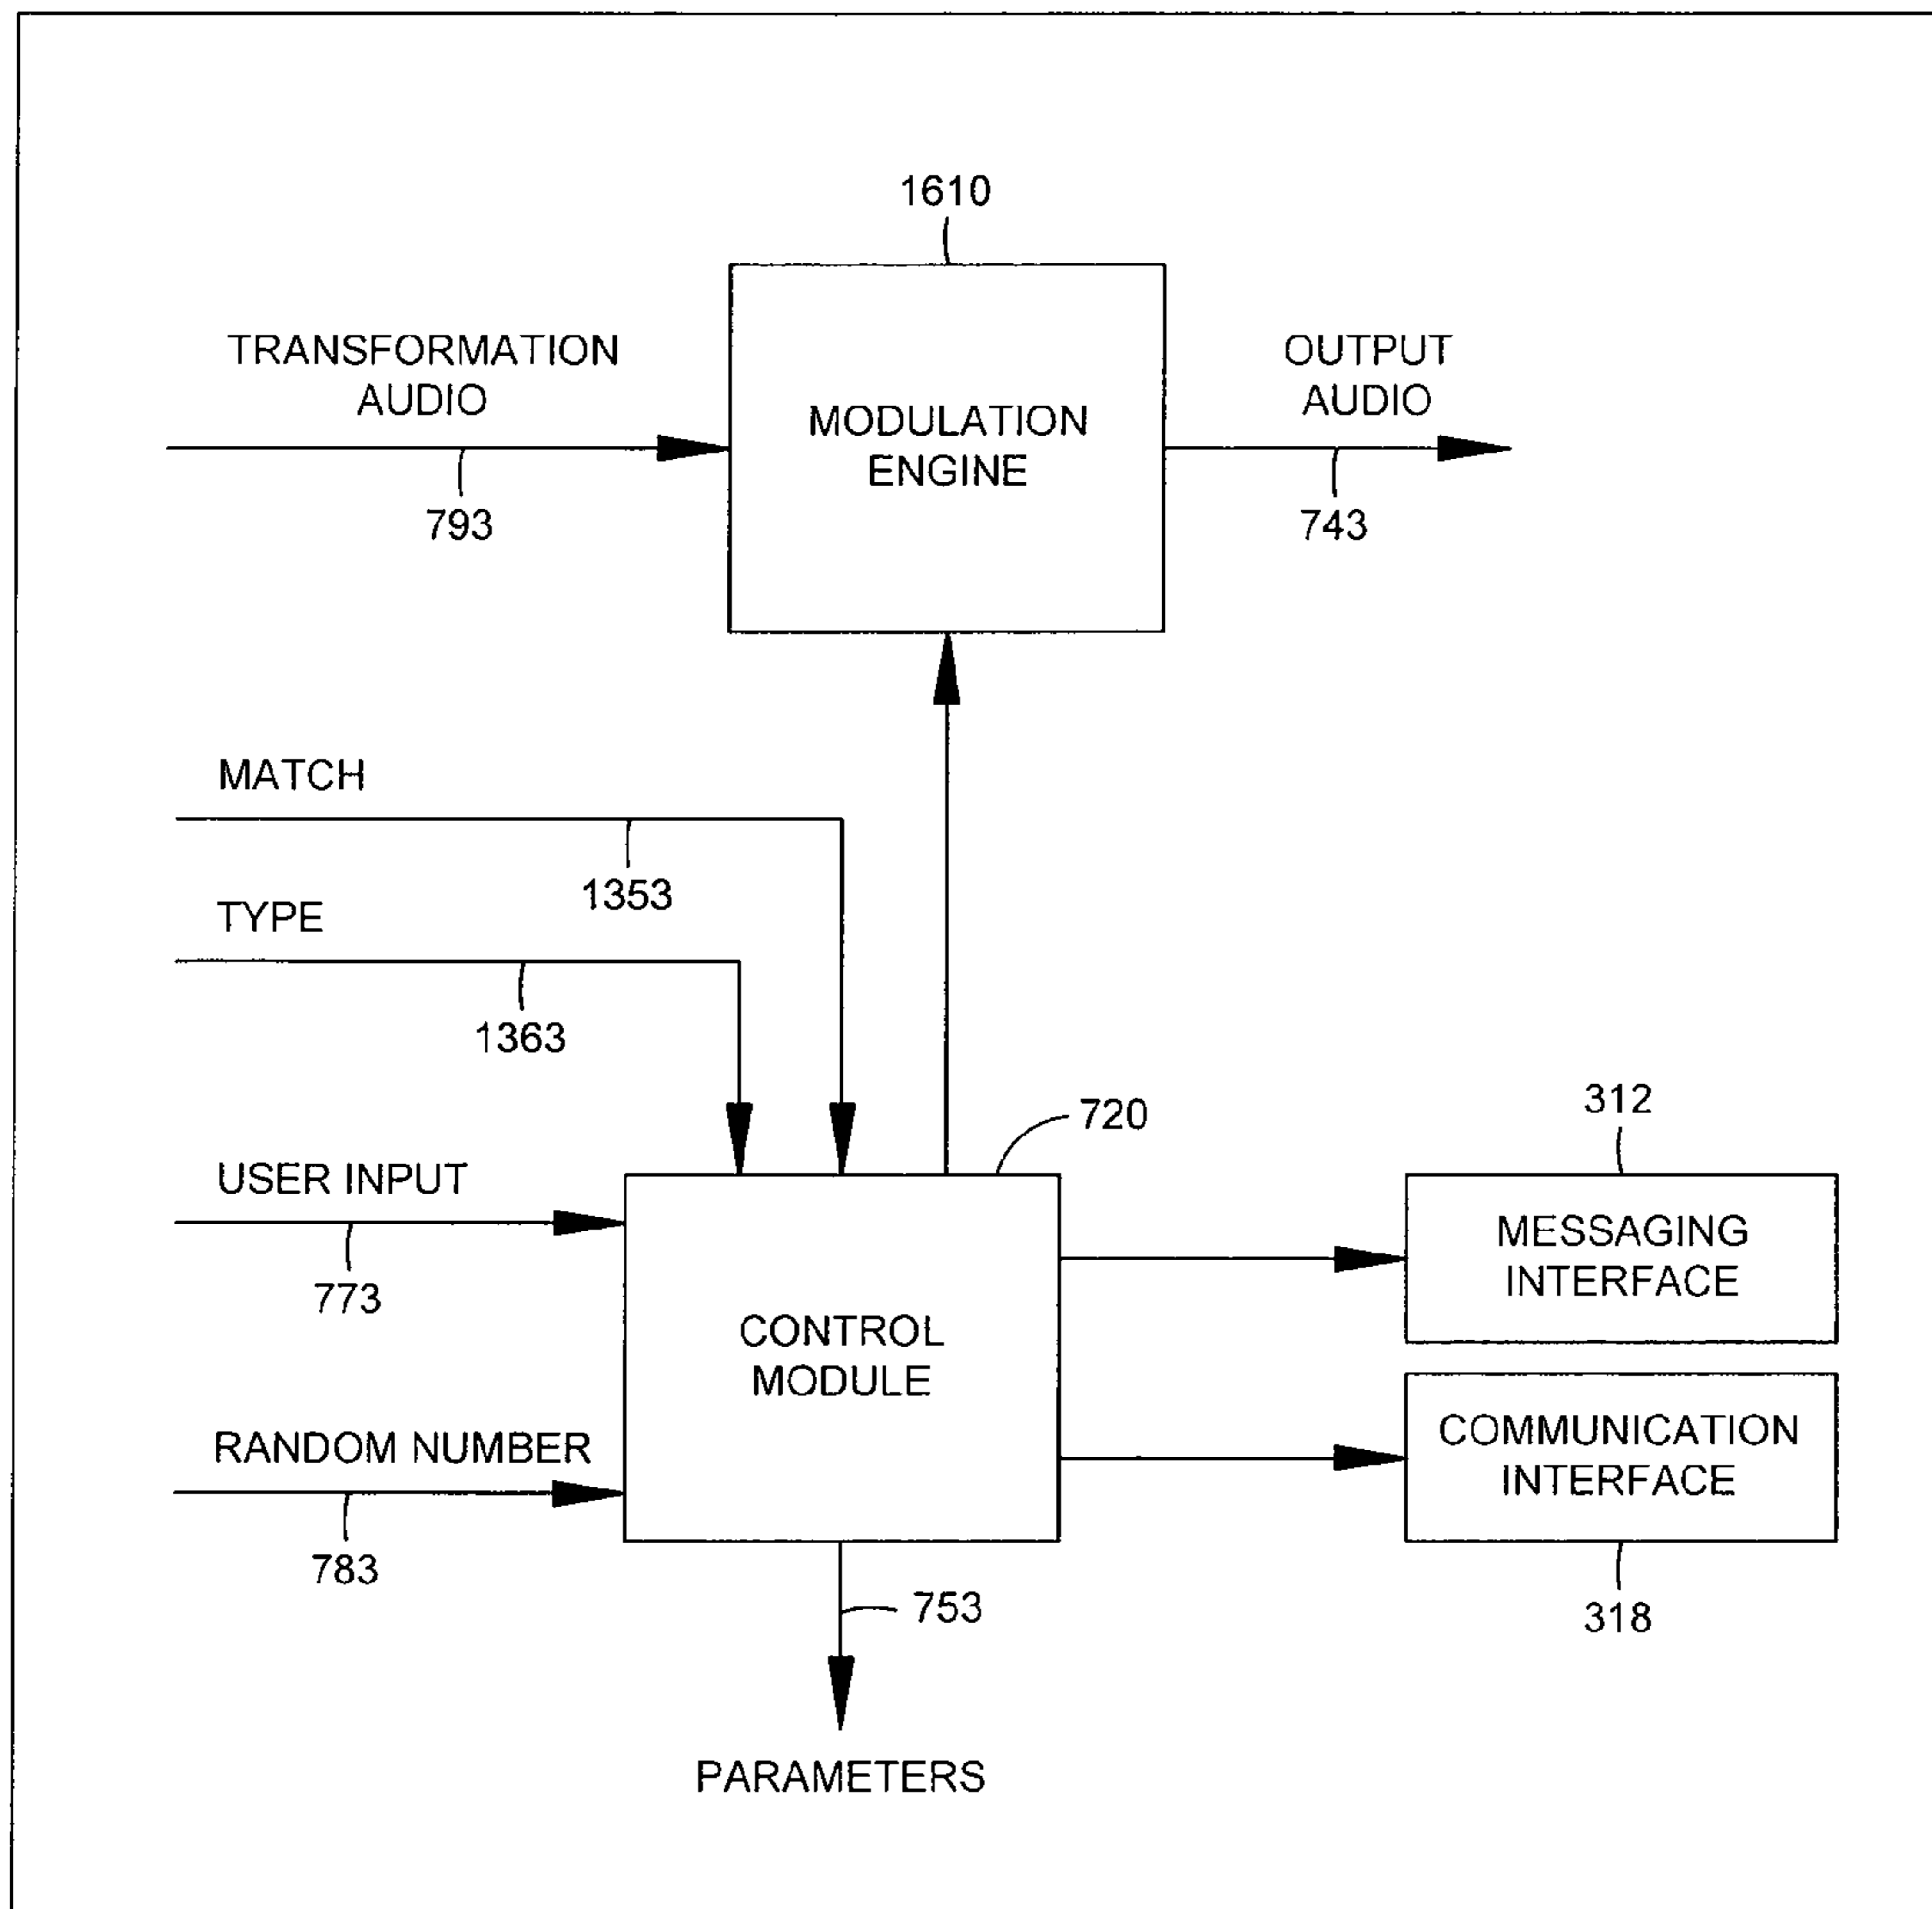 1610
TRANSFORMATION
AUDIO
OUTPUT
AUDIO
MODULATION
ENGINE
793
743
MATCH
1353
TYPE
1363
312
720
USER INPUT
MESSAGING
INTERFACE
773
CONTROL
MODULE
COMMUNICATION
INTERFACE
RANDOM NUMBER
783
753
318
PARAMETERS